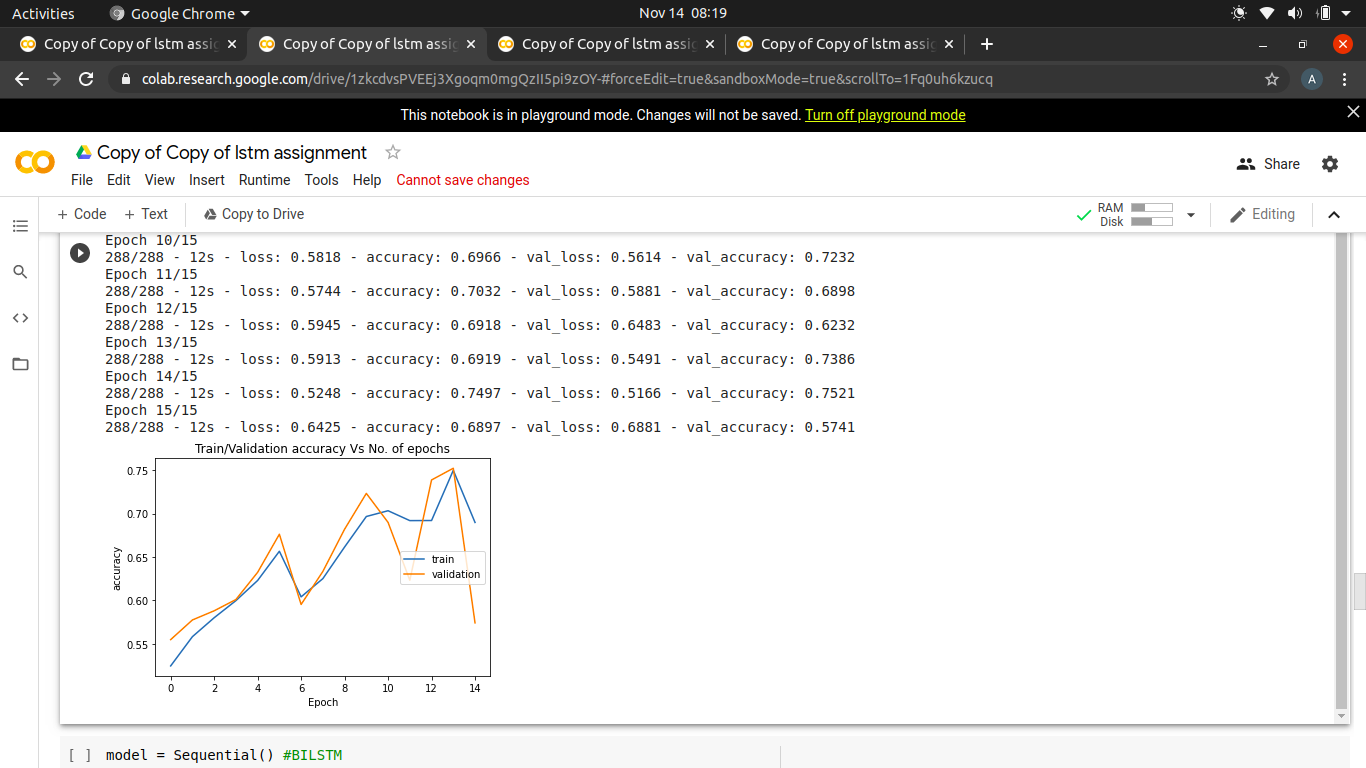 Activities Google Chrome Nov 14 08:19
Copy of Copy of lstm assig Copy of Copy of lstm assig Copy of Copy of lstm assig Copy of Copy of lstm assig
colab.research.google.com/drive/1zkcdvsPVEEj3Xgoqm0mgQzII5pi9zOY-#forceEdit=true&sandboxMode=true&scrollTo=1Fq0uh6kzucq A
This notebook is in playground mode. Changes will not be saved. Turn off playground mode
Copy of Copy of lstm assignment
Share
File Edit View Insert Runtime Tools Help Cannot save changes
+ Code + Text Copy to Drive RAM Disk Editing
Epoch 10/15
288/288 - 12s - loss: 0.5818 - accuracy: 0.6966 - val_loss: 0.5614 - val_accuracy: 0.7232
Epoch 11/15
288/288 - 12s - loss: 0.5744 - accuracy: 0.7032 - val_loss: 0.5881 - val_accuracy: 0.6898
Epoch 12/15
288/288 - 12s - loss: 0.5945 - accuracy: 0.6918 - val_loss: 0.6483 - val_accuracy: 0.6232
Epoch 13/15
288/288 - 12s - loss: 0.5913 - accuracy: 0.6919 - val_loss: 0.5491 - val_accuracy: 0.7386
Epoch 14/15
288/288 - 12s - loss: 0.5248 - accuracy: 0.7497 - val_loss: 0.5166 - val_accuracy: 0.7521
Epoch 15/15
288/288 - 12s - loss: 0.6425 - accuracy: 0.6897 - val_loss: 0.6881 - val_accuracy: 0.5741
Train/Validation accuracy Vs No. of epochs
0.75
0.70
0.65
0.60
0.55
accuracy
train
validation
0 2 4 6 8 10 12 14
Epoch
[ ] model = Sequential() #BILSTM